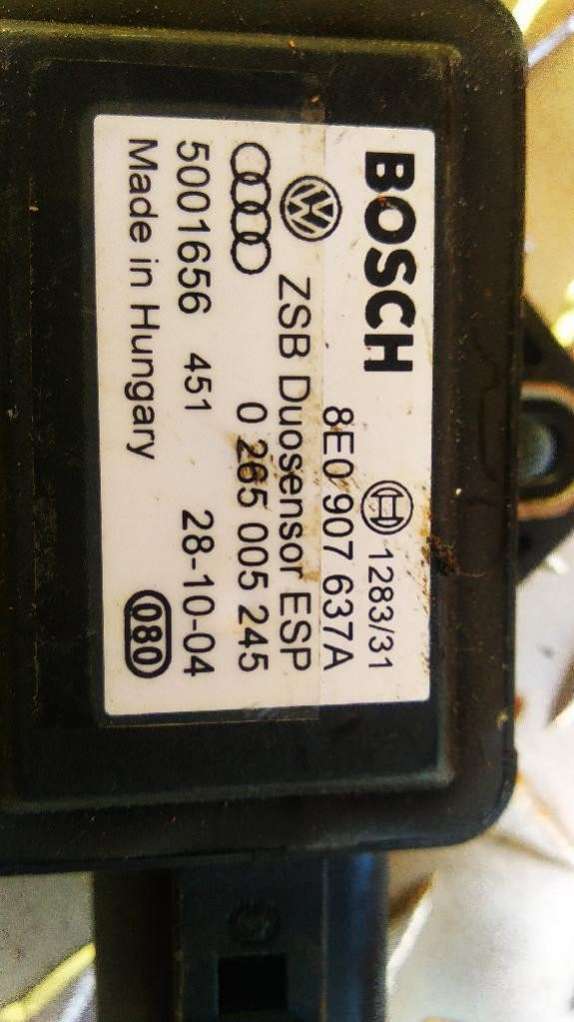 BOSCH
1283/31
8E0 907 637A
ZSB Duosensor ESP
0 265 005 245
5001656 451 28-10-04
Made in Hungary 080